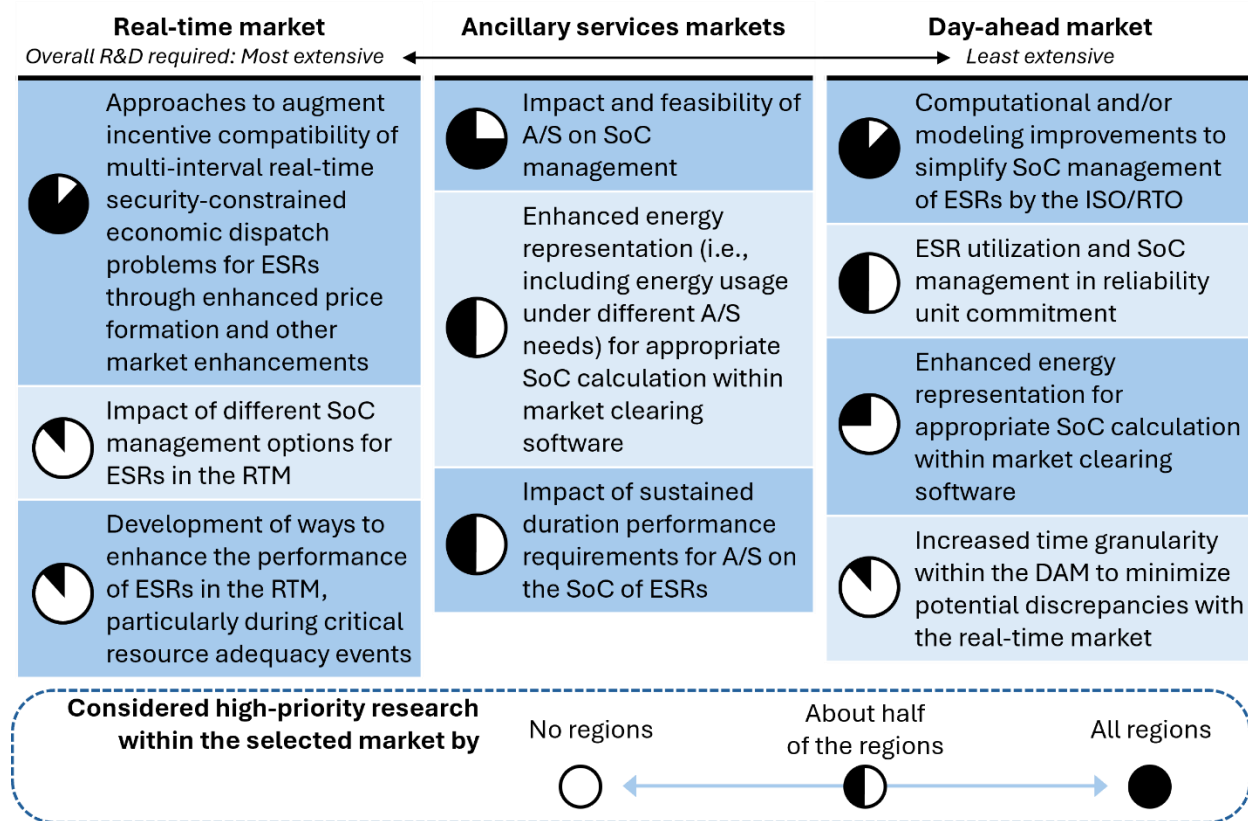 Real-time market
Overall R&D required: Most extensive
Approaches to augment
incentive compatibility of
multi-interval real-time
security-constrained
economic dispatch
problems for ESRs
through enhanced price
formation and other
market enhancements
Impact of different SoC
management options for
ESRs in the RTM
Development of ways to
enhance the performance
of ESRs in the RTM,
particularly during critical
resource adequacy events
Ancillary services markets
Impact and feasibility of
A/S on SoC
management
Enhanced energy
representation (i.e.,
including energy usage
under different A/S
needs) for appropriate
SoC calculation within
market clearing
software
Impact of sustained
duration performance
requirements for A/S on
the SoC of ESRs
Day-ahead market
Least extensive
Computational and/or
modeling improvements to
simplify SoC management
of ESRs by the ISO/RTO
ESR utilization and SoC
management in reliability
unit commitment
Enhanced energy
representation for
appropriate SoC calculation
within market clearing
software
Increased time granularity
within the DAM to minimize
potential discrepancies with
the real-time market
Considered high-priority research
within the selected market by
No regions
About half
of the regions
All regions